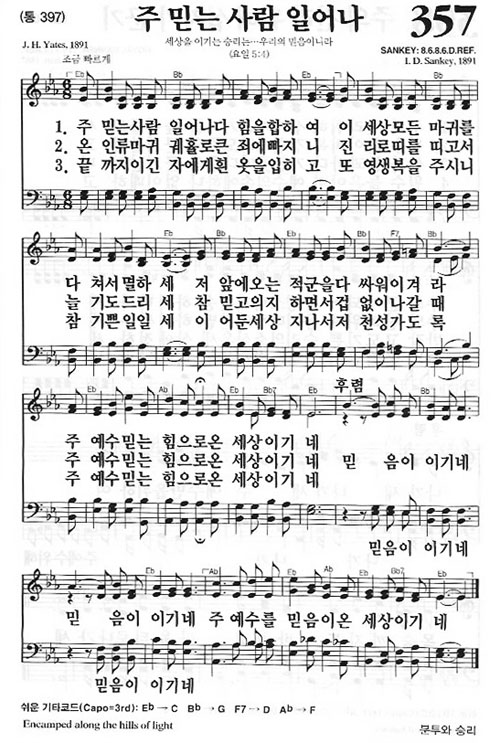 (통 397)
주 믿는 사람 일어나
357
J. H. Yates, 1891
세상을 이기는 승리는…우리의 믿음이니라
(요일 5:4)
SANKEY: 8.6.8.6.D.REF.
I. D. Sankey, 1891
조금 빠르게
Eb Bb Eb
1. 주 믿는사람 일어나다 힘을합하 여 이 세상모든 마귀를
2. 온 인류마귀 궤휼로큰 죄에빠지 니 진 리로띠를 띠고서
3. 끝 까지이긴 자에게흰 옷을입히 고 또 영생복을 주시니
Eb Bb Eb Eb Bb F7 Bb
다 쳐서멸하 세 저 앞에오는 적군을다 싸워이겨 라
늘 기도드리 세 참 믿고의지 하면서겁 없이나갈 때
참 기쁜일일 세 이 어둔세상 지나서저 천성가도 록
후렴
Eb Ab Eb Bb7 Eb
주 예수믿는 힘으로온 세상이기 네
주 예수믿는 힘으로온 세상이기 네 믿 음이 이기네
주 예수믿는 힘으로온 세상이기 네
믿음이 이기네
Eb Ab Eb Bb7 Eb
믿 음이 이기네 주 예수를 믿음이온 세상이기 네
믿음이 이기네
쉬운 기타코드(Capo=3rd): Eb→C Bb→G F7→D Ab→F
Encamped along the hills of light
분투와 승리